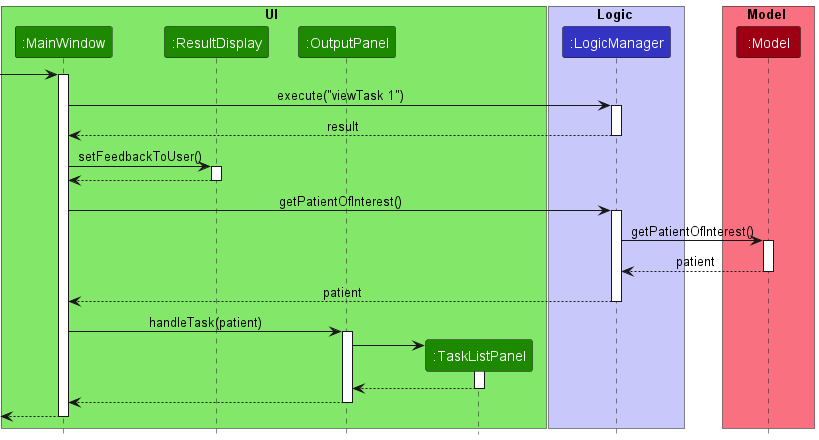 UI
Logic
Model
:MainWindow
:ResultDisplay
:OutputPanel
:LogicManager
:Model
execute("viewTask 1")
result
setFeedbackToUser()
getPatientOfInterest()
getPatientOfInterest()
patient
patient
handleTask(patient)
:TaskListPanel